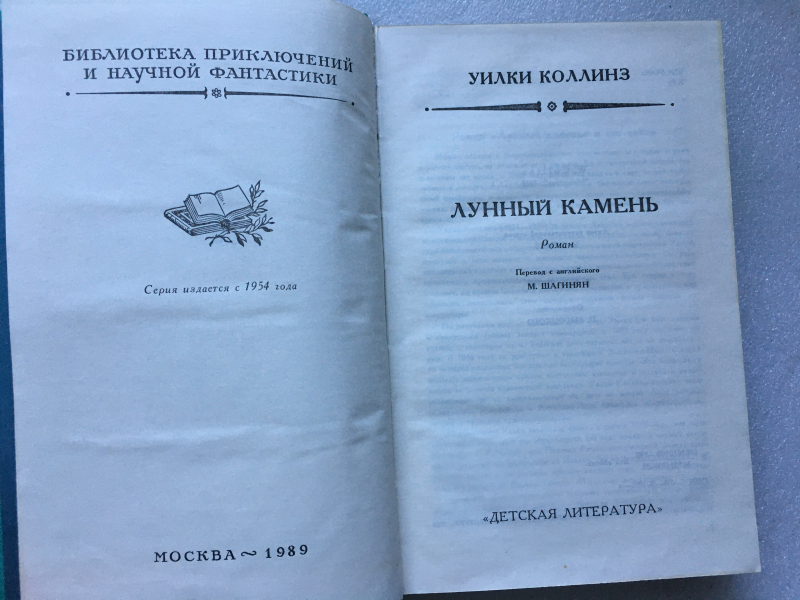 БИБЛИОТЕКА ПРИКЛЮЧЕНИЙ
И НАУЧНОЙ ФАНТАСТИКИ
Серия издается с 1954 года
МОСКВА ~ 1989
УИЛКИ КОЛЛИНЗ
ЛУННЫЙ КАМЕНЬ
Роман
Перевод с английского
М. ШАГИНЯН
«ДЕТСКАЯ ЛИТЕРАТУРА»